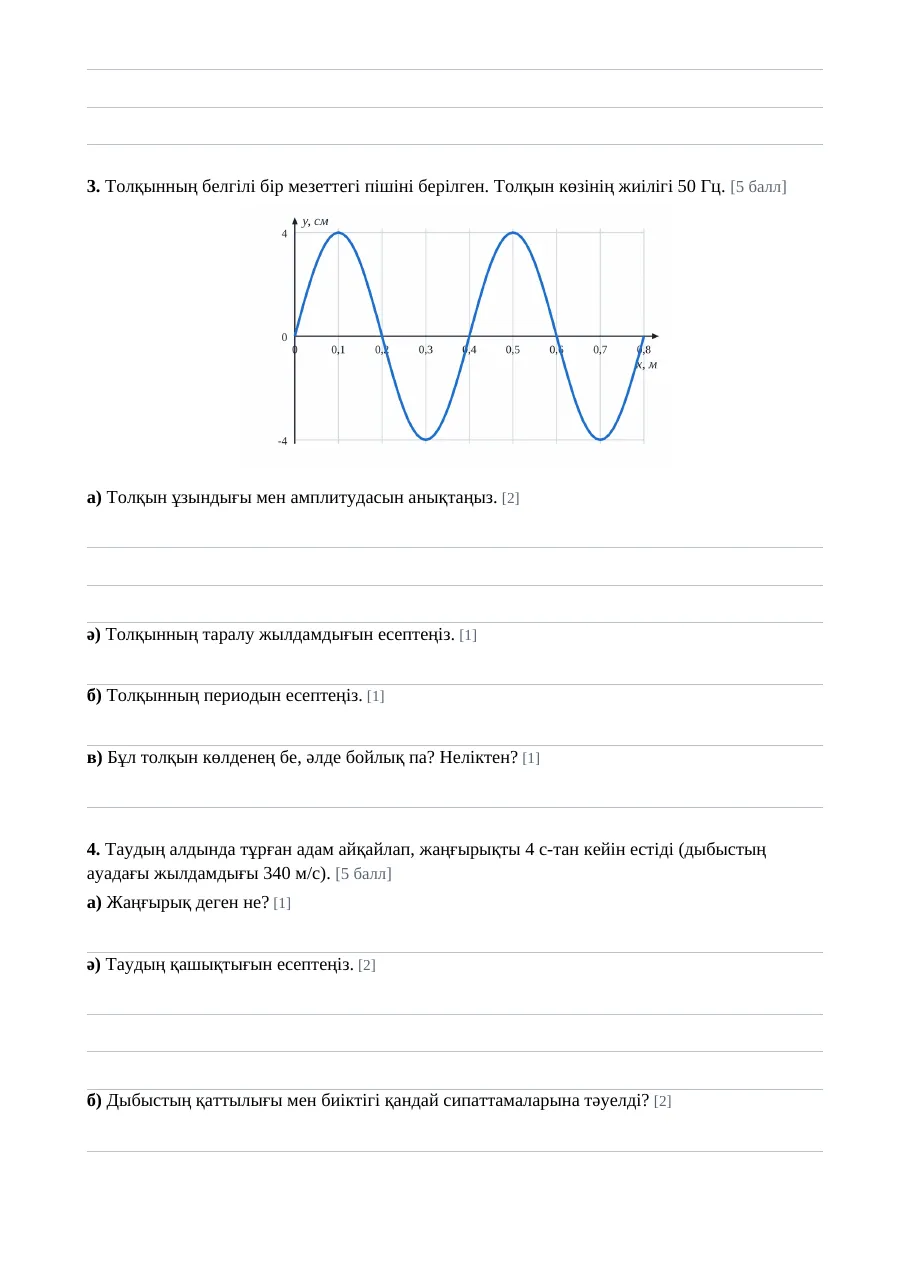 3. Толқынның белгілі бір мезеттегі пішіні берілген. Толқын көзінің жиілігі 50 Гц. [5 балл]
y, см
4
0
0 0,1 0,2 0,3 0,4 0,5 0,6 0,7 0,8
x, м
-4
а) Толқын ұзындығы мен амплитудасын анықтаңыз. [2]
ә) Толқынның таралу жылдамдығын есептеңіз. [1]
б) Толқынның периодын есептеңіз. [1]
в) Бұл толқын көлденең бе, әлде бойлық па? Неліктен? [1]
4. Таудың алдында тұрған адам айқайлап, жаңғырықты 4 с-тан кейін естіді (дыбыстың
ауадағы жылдамдығы 340 м/с). [5 балл]
а) Жаңғырық деген не? [1]
ә) Таудың қашықтығын есептеңіз. [2]
б) Дыбыстың қаттылығы мен биіктігі қандай сипаттамаларына тәуелді? [2]